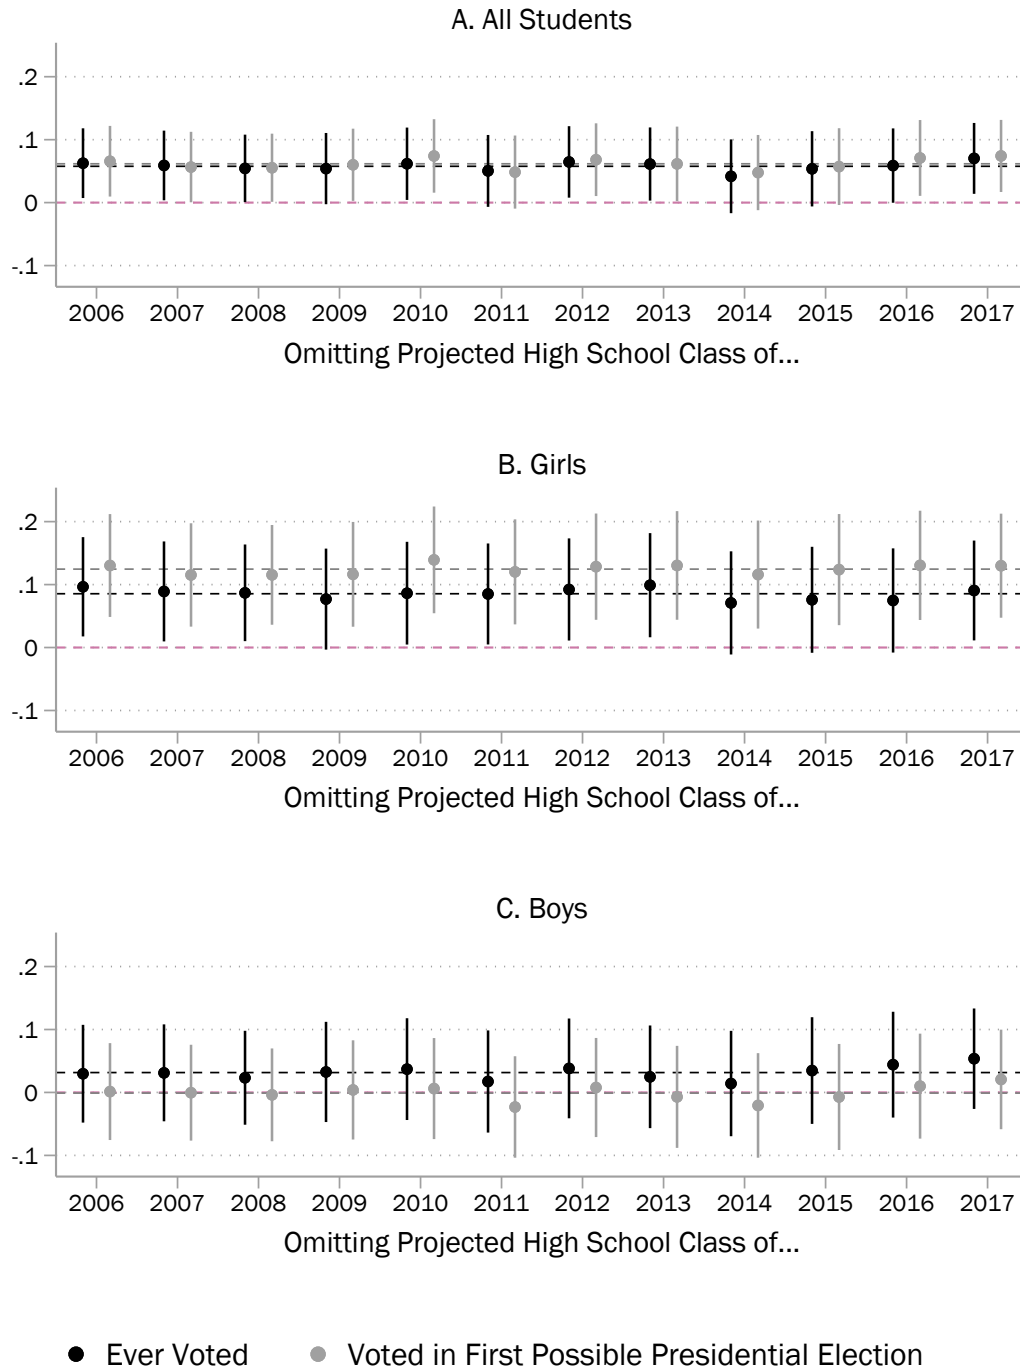 A. All Students
.2
.1
0
-.1
2006 2007 2008 2009 2010 2011 2012 2013 2014 2015 2016 2017
Omitting Projected High School Class of...
B. Girls
.2
.1
0
-.1
2006 2007 2008 2009 2010 2011 2012 2013 2014 2015 2016 2017
Omitting Projected High School Class of...
C. Boys
.2
.1
0
-.1
2006 2007 2008 2009 2010 2011 2012 2013 2014 2015 2016 2017
Omitting Projected High School Class of...
Ever Voted Voted in First Possible Presidential Election